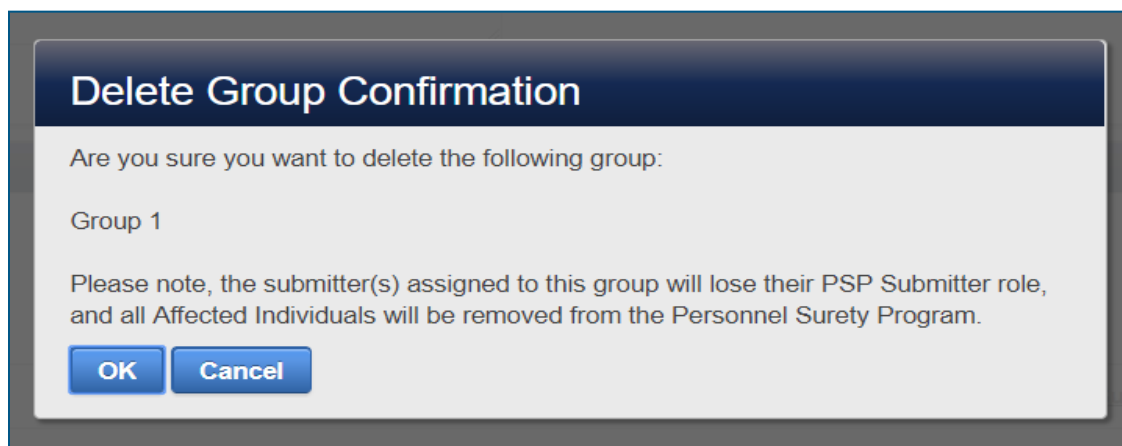 Delete Group Confirmation
Are you sure you want to delete the following group:
Group 1
Please note, the submitter(s) assigned to this group will lose their PSP Submitter role,
and all Affected Individuals will be removed from the Personnel Surety Program.
OK Cancel